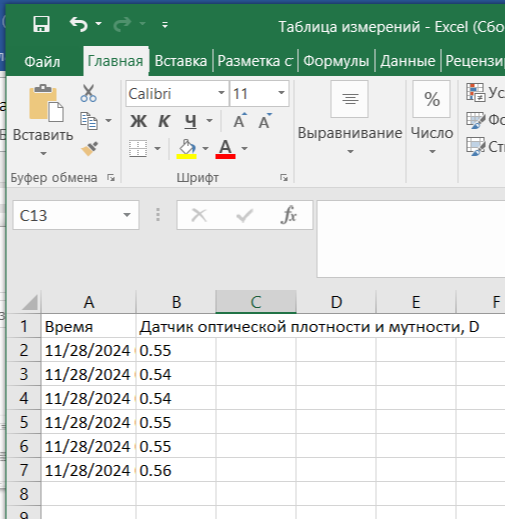 Таблица измерений - Excel (Сбо
Файл Главная Вставка Разметка Формулы Данные Рецензи
Вставить
Calibri 11
Ж К Ч А А
А
Выравнивание
%
Число
Ус
Фо
Сти
Буфер обмена Шрифт
C13 fx
A B C D E F
1 Время Датчик оптической плотности и мутности, D
2 11/28/2024 0.55
3 11/28/2024 0.54
4 11/28/2024 0.54
5 11/28/2024 0.55
6 11/28/2024 0.55
7 11/28/2024 0.56
8
9